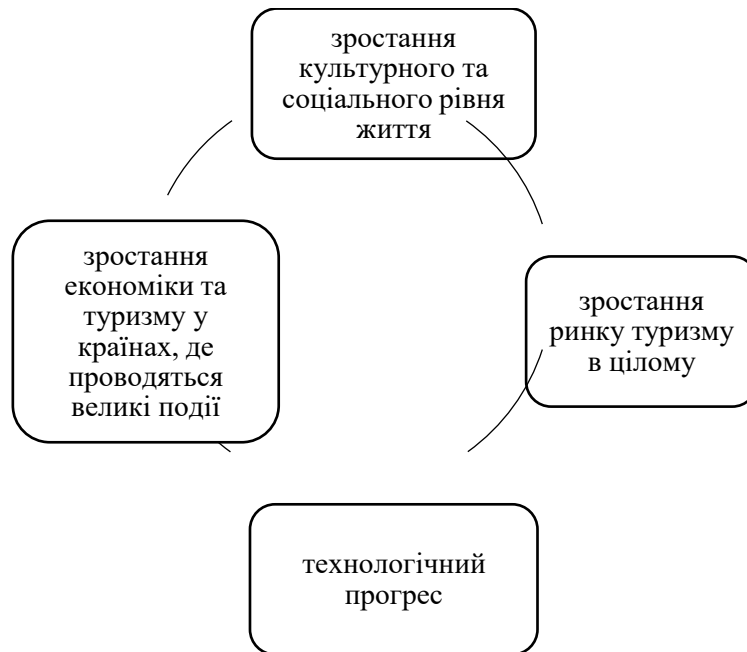 зростання
культурного та
соціального рівня
життя
зростання
економіки та
туризму у
країнах, де
проводяться
великі події
зростання
ринку туризму
в цілому
технологічний
прогрес